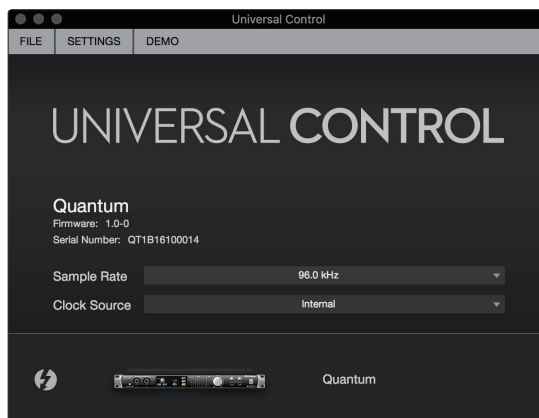 Universal Control
FILE SETTINGS DEMO
UNIVERSAL CONTROL
Quantum
Firmware: 1.0-0
Serial Number: QT1B16100014
Sample Rate 96.0 kHz
Clock Source Internal
Quantum